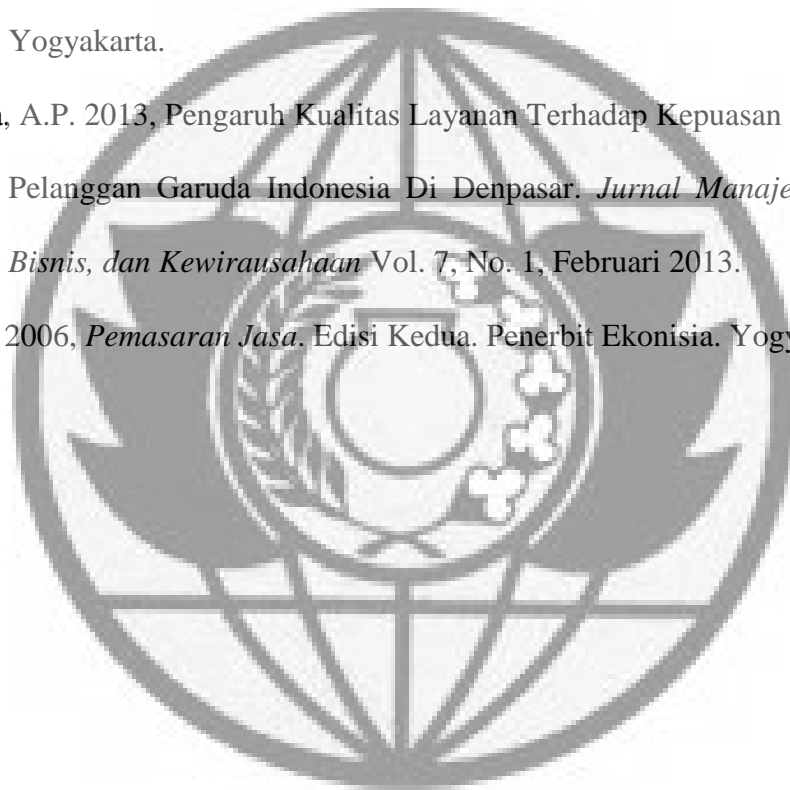 Yogyakarta.
, A.P. 2013, Pengaruh Kualitas Layanan Terhadap Kepuasan
Pelanggan Garuda Indonesia Di Denpasar. Jurnal Manaje
Bisnis, dan Kewirausahaan Vol. 7, No. 1, Februari 2013.
2006, Pemasaran Jasa. Edisi Kedua. Penerbit Ekonisia. Yogy